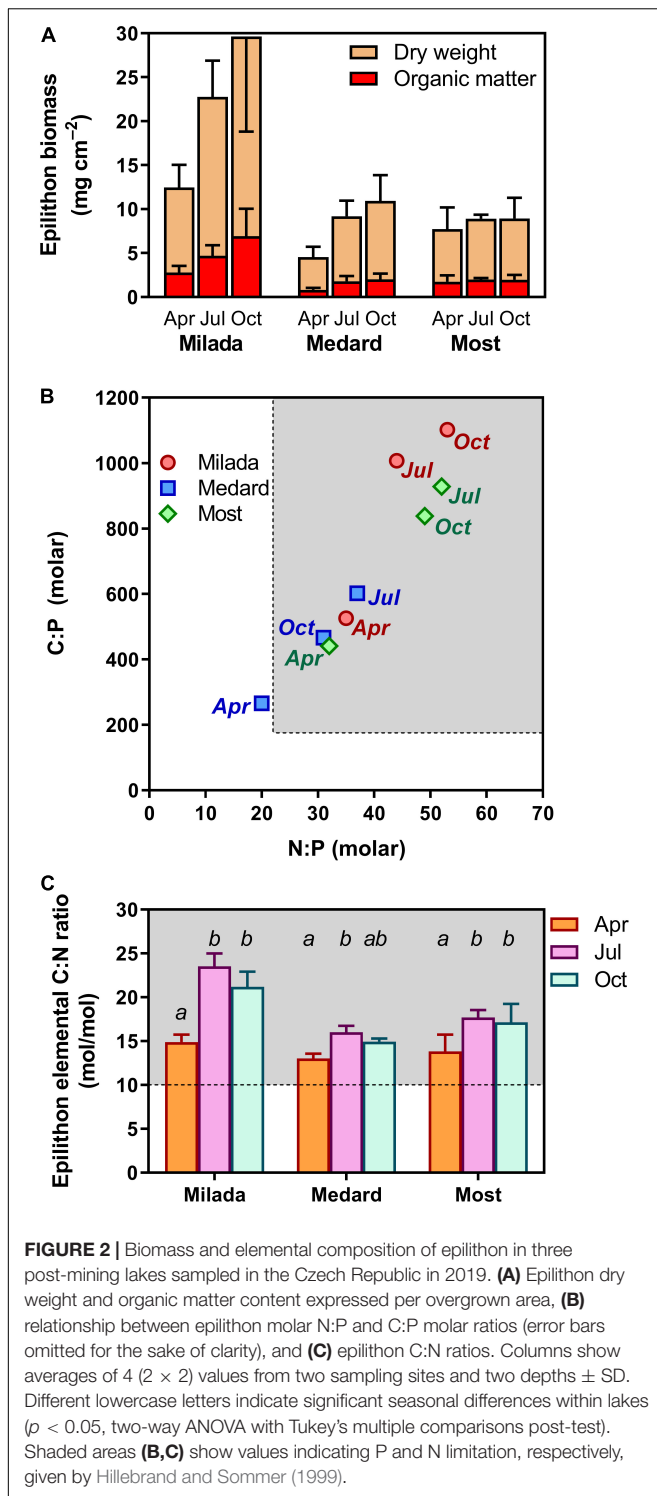 A
Epilithon biomass
(mg cm⁻²)
30
25
20
15
10
5
0
Dry weight
Organic matter
Apr Jul Oct Apr Jul Oct Apr Jul Oct
Milada Medard Most
B
C:P (molar)
1200
1000
800
600
400
200
0
Milada
Medard
Most
Oct
Jul
Jul
Oct
Jul
Oct
Apr
Apr
Apr
0 10 20 30 40 50 60 70
N:P (molar)
C
Epilithon elemental C:N ratio
(mol/mol)
30
25
20
15
10
5
0
a b b a b ab a b b
Apr
Jul
Oct
Milada Medard Most
FIGURE 2 | Biomass and elemental composition of epilithon in three
post-mining lakes sampled in the Czech Republic in 2019. (A) Epilithon dry
weight and organic matter content expressed per overgrown area, (B)
relationship between epilithon molar N:P and C:P molar ratios (error bars
omitted for the sake of clarity), and (C) epilithon C:N ratios. Columns show
averages of 4 (2 × 2) values from two sampling sites and two depths ± SD.
Different lowercase letters indicate significant seasonal differences within lakes
(p < 0.05, two-way ANOVA with Tukey's multiple comparisons post-test).
Shaded areas (B,C) show values indicating P and N limitation, respectively,
given by Hillebrand and Sommer (1999).